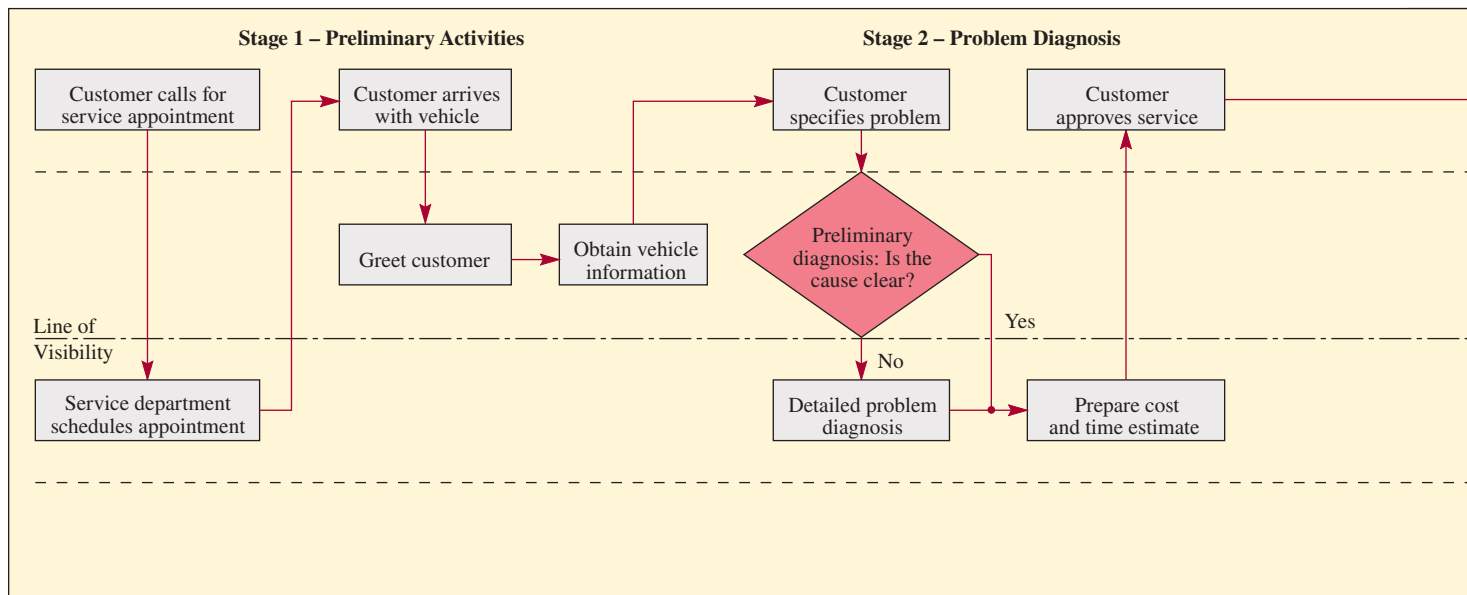 Stage 1 – Preliminary Activities
Stage 2 – Problem Diagnosis
Customer calls for
service appointment
Customer arrives
with vehicle
Customer
specifies problem
Customer
approves service
Greet customer
Obtain vehicle
information
Preliminary
diagnosis: Is the
cause clear?
Line of
Visibility
Yes
No
Service department
schedules appointment
Detailed problem
diagnosis
Prepare cost
and time estimate